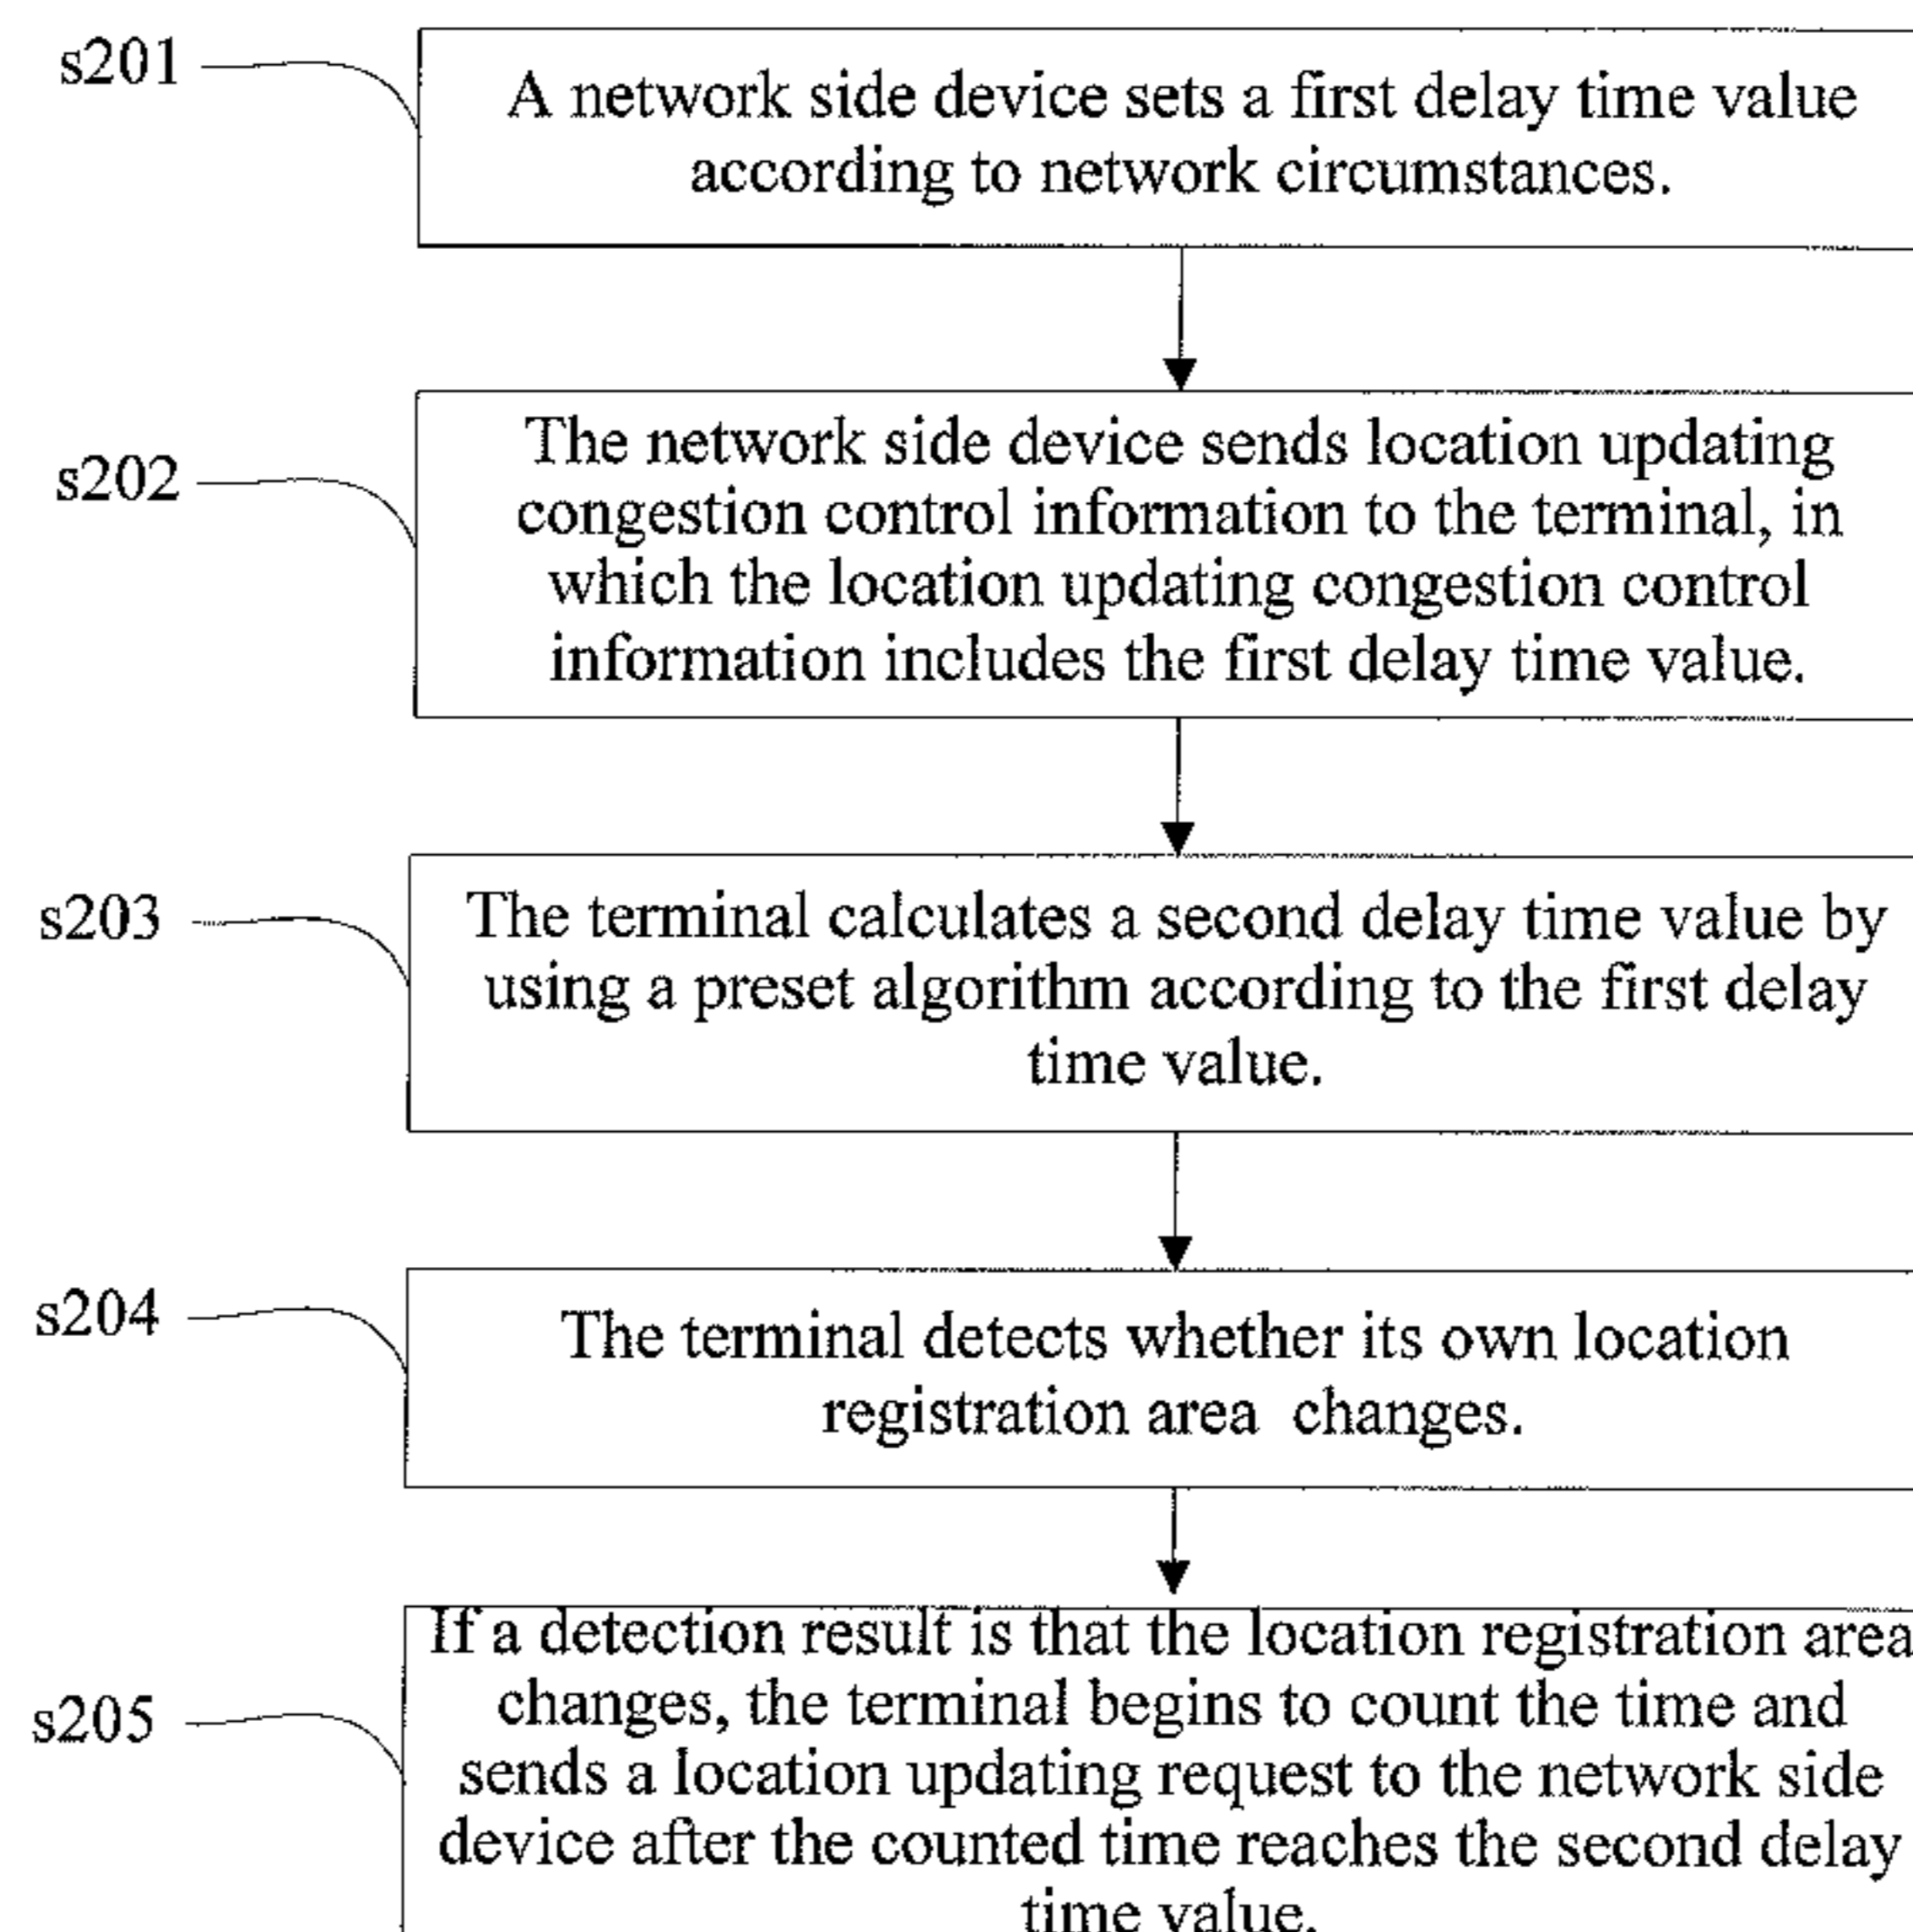 s201
A network side device sets a first delay time value
according to network circumstances.
s202
The network side device sends location updating
congestion control information to the terminal, in
which the location updating congestion control
information includes the first delay time value.
s203
The terminal calculates a second delay time value by
using a preset algorithm according to the first delay
time value.
s204
The terminal detects whether its own location
registration area changes.
s205
If a detection result is that the location registration area
changes, the terminal begins to count the time and
sends a location updating request to the network side
device after the counted time reaches the second delay
time value.